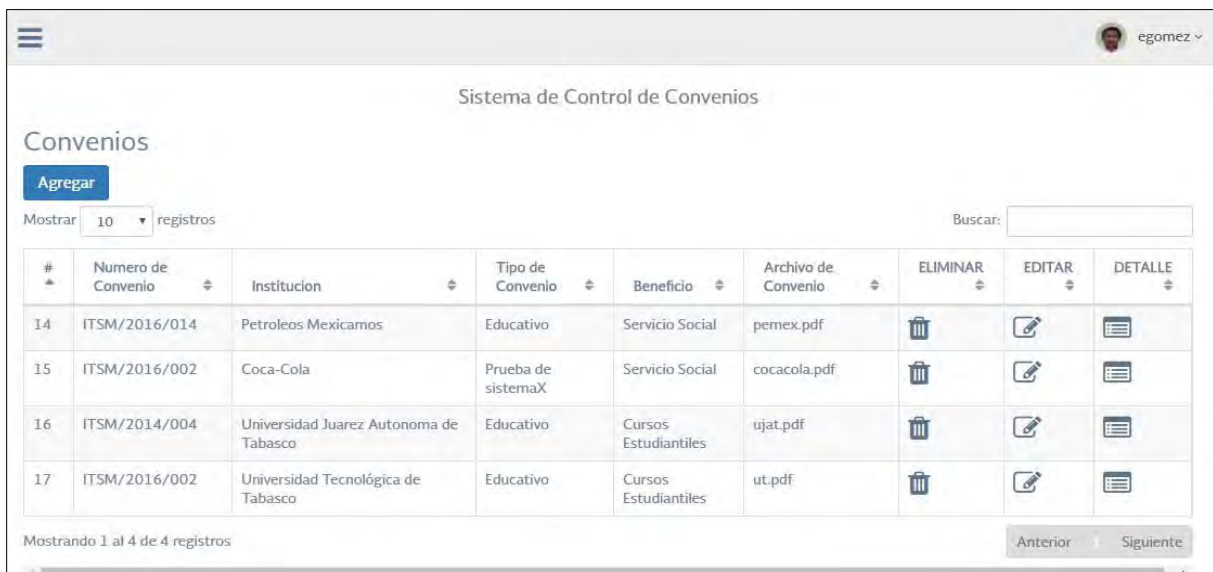 egomez
Sistema de Control de Convenios
Convenios
Agregar
Mostrar 10 registros
Buscar:
# Numero de Convenio Institucion Tipo de Convenio Beneficio Archivo de Convenio ELIMINAR EDITAR DETALLE
14 ITSM/2016/014 Petroleos Mexicamos Educativo Servicio Social pemex.pdf
15 ITSM/2016/002 Coca-Cola Prueba de sistemaX Servicio Social cocacola.pdf
16 ITSM/2014/004 Universidad Juarez Autonoma de Tabasco Educativo Cursos Estudiantiles ujat.pdf
17 ITSM/2016/002 Universidad Tecnológica de Tabasco Educativo Cursos Estudiantiles ut.pdf
Mostrando 1 al 4 de 4 registros
Anterior 1 Siguiente